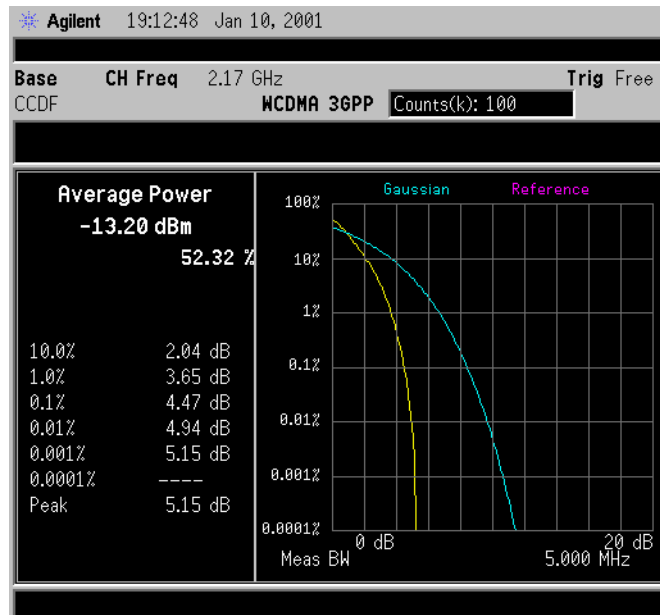 Agilent 19:12:48 Jan 10, 2001
Base CH Freq 2.17 GHz Trig Free
CCDF WCDMA 3GPP Counts(k): 100
Average Power
-13.20 dBm
52.32 %
10.0% 2.04 dB
1.0% 3.65 dB
0.1% 4.47 dB
0.01% 4.94 dB
0.001% 5.15 dB
0.0001% ----
Peak 5.15 dB
Gaussian Reference
100%
10%
1%
0.1%
0.01%
0.001%
0.0001%
0 dB 20 dB
Meas BW 5.000 MHz